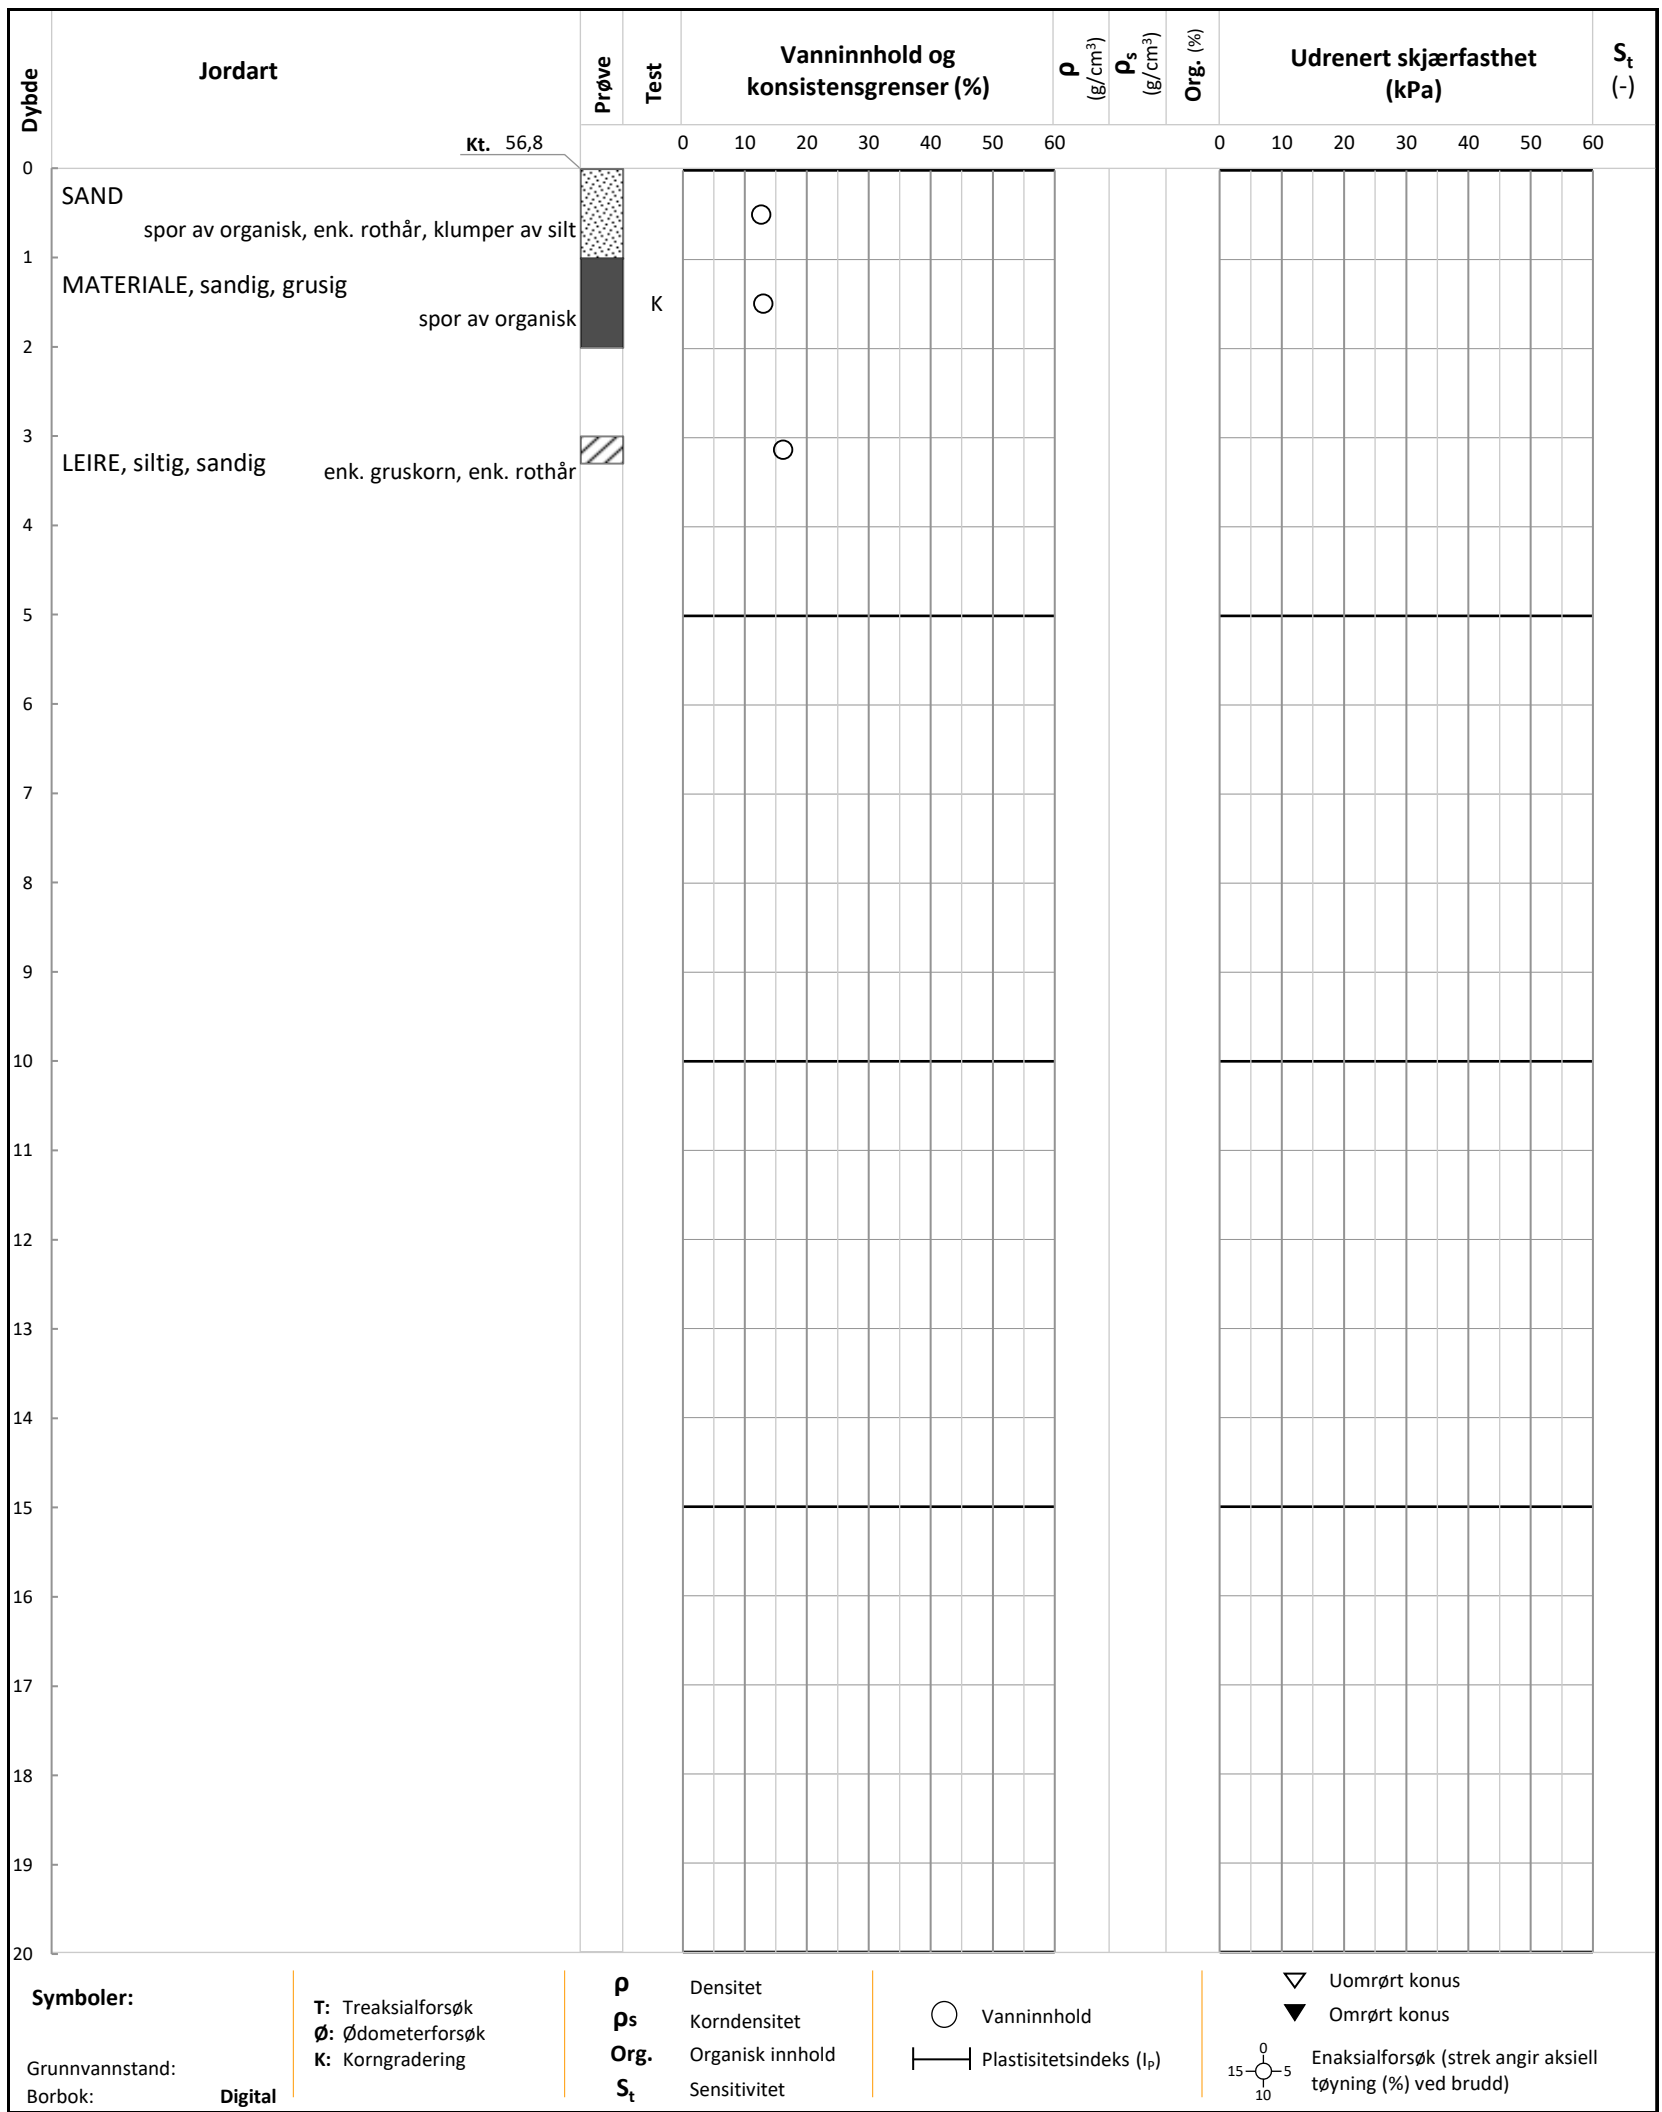 Dybde
Jordart
Prøve
Test
Vanninnhold og
konsistensgrenser (%)
ρ
(g/cm³)
ρs
(g/cm³)
Org. (%)
Udrenert skjærfasthet
(kPa)
St
(-)
Kt. 56,8
0 10 20 30 40 50 60
0 10 20 30 40 50 60
0
SAND
spor av organisk, enk. rothår, klumper av silt
1
MATERIALE, sandig, grusig
K
spor av organisk
2
3
LEIRE, siltig, sandig
enk. gruskorn, enk. rothår
4
5
6
7
8
9
10
11
12
13
14
15
16
17
18
19
20
Symboler:
Grunnvannstand:
Borbok: Digital
T: Treaksialforsøk
Ø: Ødometerforsøk
K: Korngradering
ρ Densitet
ρs Korndensitet
Org. Organisk innhold
St Sensitivitet
Vanninnhold
Plastisitetsindeks (IP)
Uomrørt konus
Omrørt konus
0
15 5
10
Enaksialforsøk (strek angir aksiell
tøyning (%) ved brudd)